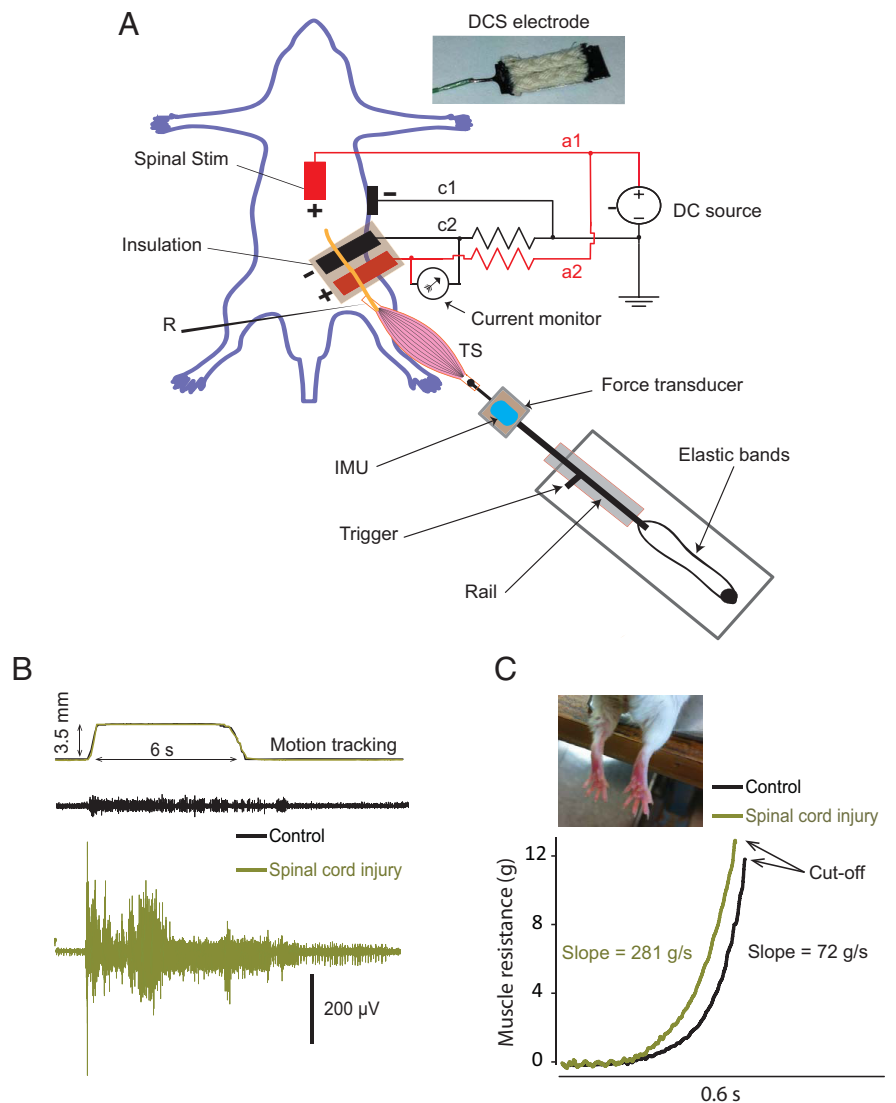 A
DCS electrode
Spinal Stim
a1
c1
-
+
-
+
−
DC source
c2
Insulation
-
+
a2
R
Current monitor
TS
Force transducer
IMU
Elastic bands
Trigger
Rail
B
3.5 mm
6 s
Motion tracking
Control
Spinal cord injury
200 µV
C
Control
Spinal cord injury
Muscle resistance (g)
12
8
4
0
Cut-off
Slope = 281 g/s
Slope = 72 g/s
0.6 s